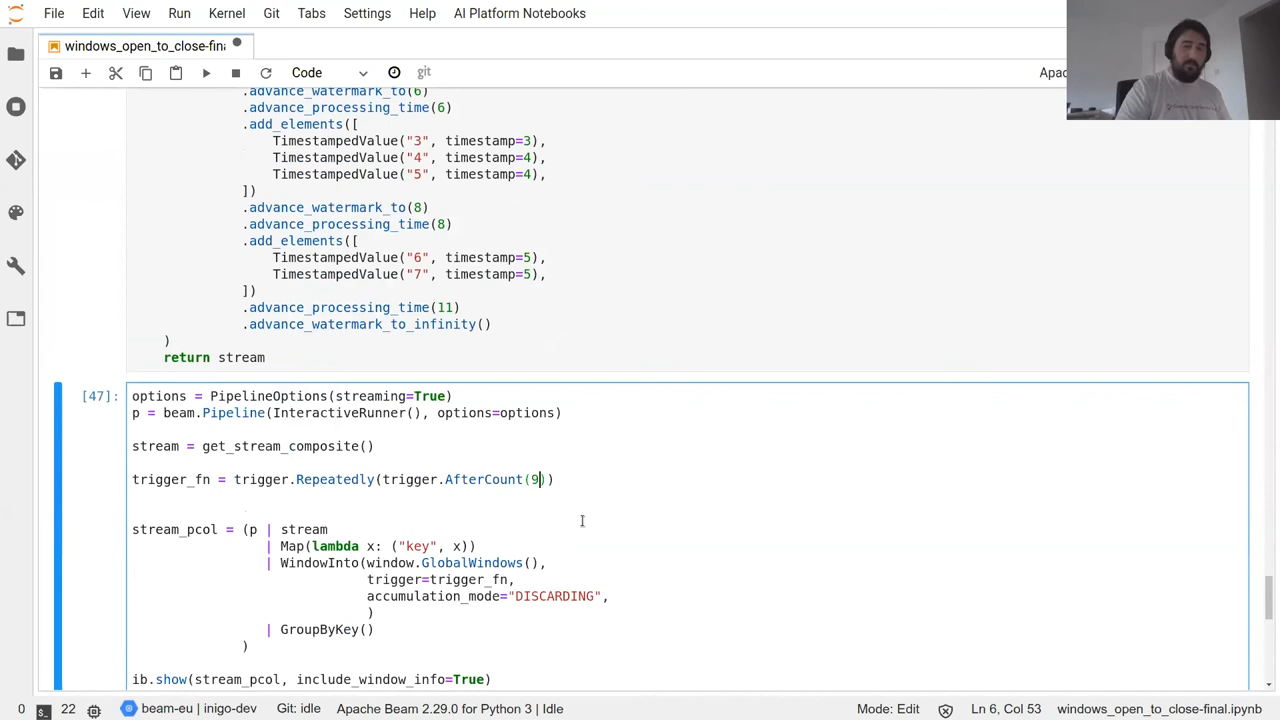 File Edit View Run Kernel Git Tabs Settings Help AI Platform Notebooks
windows_open_to_close-fina
Code git Apac
.advance_watermark_to(6)
.advance_processing_time(6)
.add_elements([
TimestampedValue("3", timestamp=3),
TimestampedValue("4", timestamp=4),
TimestampedValue("5", timestamp=4),
])
.advance_watermark_to(8)
.advance_processing_time(8)
.add_elements([
TimestampedValue("6", timestamp=5),
TimestampedValue("7", timestamp=5),
])
.advance_processing_time(11)
.advance_watermark_to_infinity()
)
return stream
[47]: options = PipelineOptions(streaming=True)
p = beam.Pipeline(InteractiveRunner(), options=options)
stream = get_stream_composite()
trigger_fn = trigger.Repeatedly(trigger.AfterCount(9))
stream_pcol = (p | stream
| Map(lambda x: ("key", x))
| WindowInto(window.GlobalWindows(),
trigger=trigger_fn,
accumulation_mode="DISCARDING",
)
| GroupByKey()
)
ib.show(stream_pcol, include_window_info=True)
0 22 beam-eu | inigo-dev Git: idle Apache Beam 2.29.0 for Python 3 | Idle Mode: Edit Ln 6, Col 53 windows_open_to_close-final.ipynb